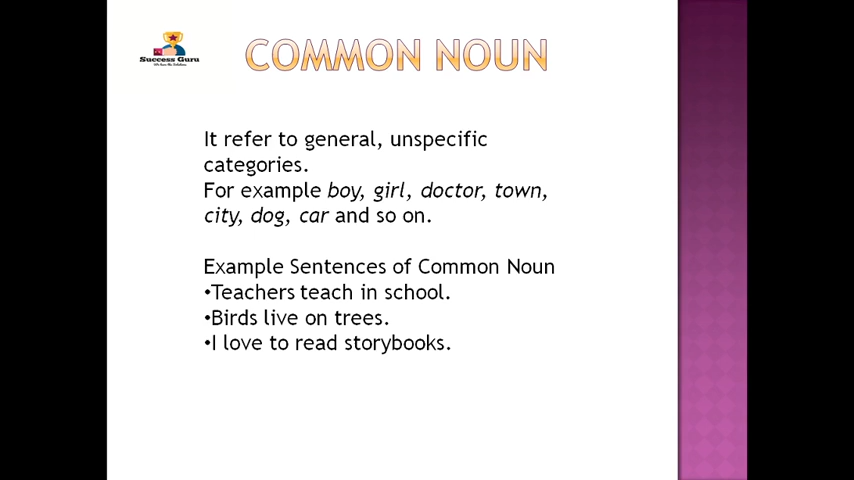 Success Guru
COMMON NOUN
It refer to general, unspecific
categories.
For example boy, girl, doctor, town,
city, dog, car and so on.
Example Sentences of Common Noun
•Teachers teach in school.
•Birds live on trees.
•I love to read storybooks.